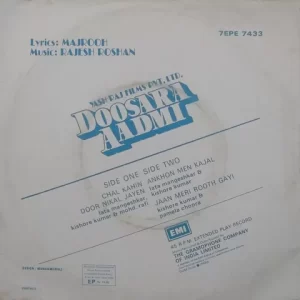 7EPE 7433
Lyrics: MAJROOH
Music: RAJESH ROSHAN
YASH RAJ FILMS PVT. LTD.
DOOSARA
AADMI
SIDE ONE
CHAL KAHIN
DOOR NIKAL JAYEN
lata mangeshkar,
kishore kumar & mohd. rafi
SIDE TWO
ANKHON MEN KAJAL
lata mangeshkar &
kishore kumar
JAAN MERI ROOTH GAYI
kishore kumar &
pamela chopra
EMI
45 R.P.M. EXTENDED PLAY RECORD
THE GRAMOPHONE COMPANY
OF INDIA LIMITED
EP